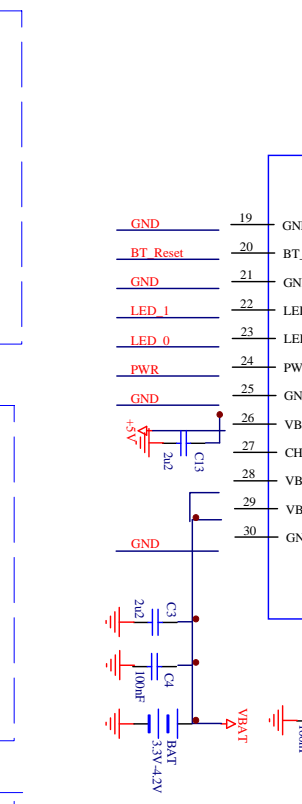 19
GND
GN
20
BT_Reset
BT_
21
GND
GN
22
LED_1
LED
23
LED_0
LED
24
PWR
PW
25
GND
GN
26
VB
+5V
27
CH
C13
2u2
28
VB
29
VB
30
GND
GN
C3
2u2
C4
100nF
VBAT
BAT
3.3V-4.2V